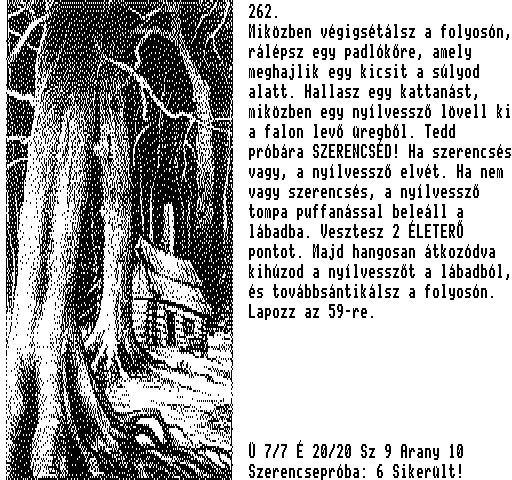 262.
Miközben végigsétálsz a folyosón,
rálépsz egy padlókőre, amely
meghajlik egy kicsit a súlyod
alatt. Hallasz egy kattanást,
miközben egy nyílvessző lövell ki
a falon levő üregből. Tedd
próbára SZERENCSÉD! Ha szerencsés
vagy, a nyílvessző elvét. Ha nem
vagy szerencsés, a nyílvessző
tompa puffanással beleáll a
lábadba. Vesztesz 2 ÉLETERŐ
pontot. Majd hangosan átkozódva
kihúzod a nyílvesszőt a lábadból,
és továbbsántikálsz a folyosón.
Lapozz az 59-re.
Ü 7/7 É 20/20 Sz 9 Arany 10
Szerencsepróba: 6 Sikerült!